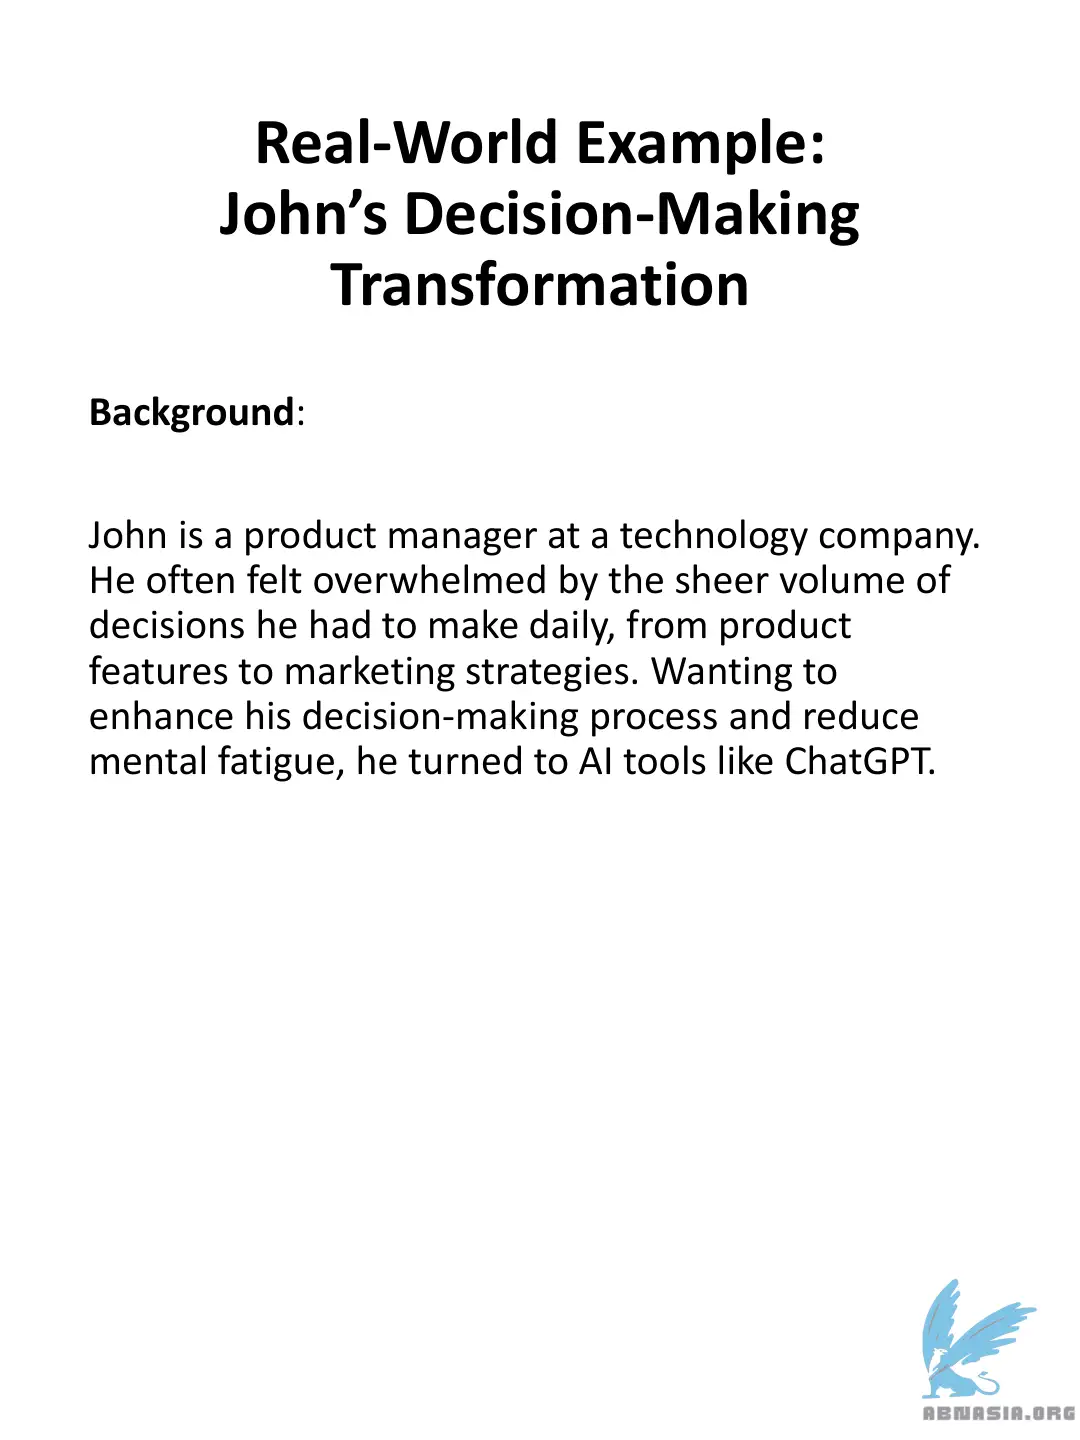 Real-World Example:
John’s Decision-Making
Transformation
Background:
John is a product manager at a technology company.
He often felt overwhelmed by the sheer volume of
decisions he had to make daily, from product
features to marketing strategies. Wanting to
enhance his decision-making process and reduce
mental fatigue, he turned to AI tools like ChatGPT.
ABNASIA.ORG